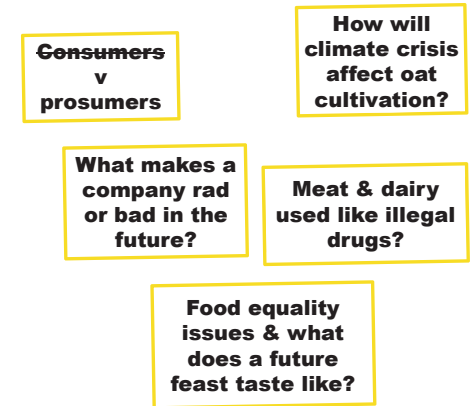 Consumers
v
prosumers
How will
climate crisis
affect oat
cultivation?
What makes a
company rad
or bad in the
future?
Meat & dairy
used like illegal
drugs?
Food equality
issues & what
does a future
feast taste like?